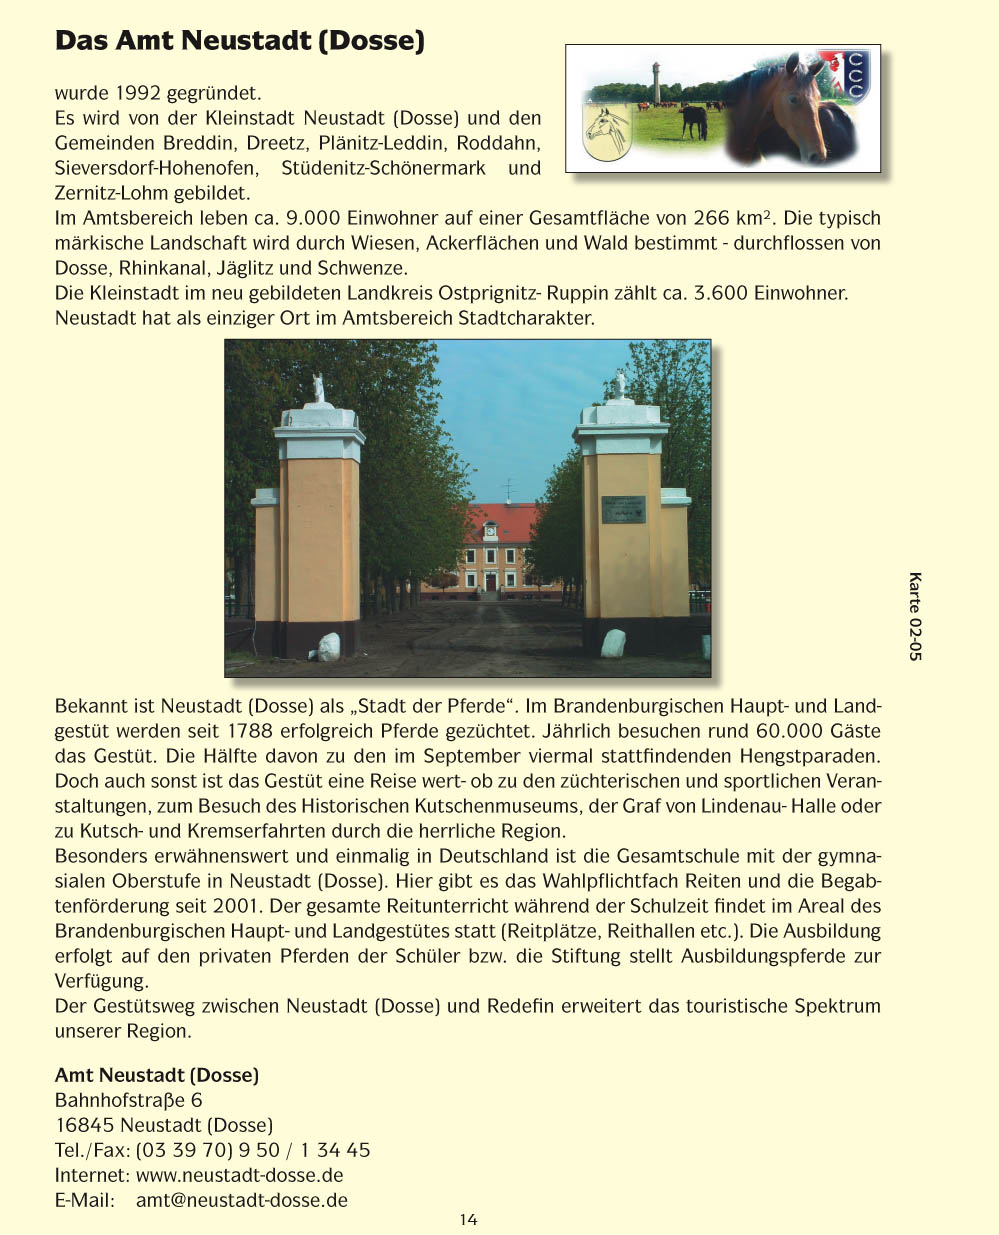 Das Amt Neustadt (Dosse)
wurde 1992 gegründet.
Es wird von der Kleinstadt Neustadt (Dosse) und den
Gemeinden Breddin, Dreetz, Plänitz-Leddin, Roddahn,
Sieversdorf-Hohenofen, Stüdenitz-Schönermark und
Zernitz-Lohm gebildet.
Im Amtsbereich leben ca. 9.000 Einwohner auf einer Gesamtfläche von 266 km². Die typisch
märkische Landschaft wird durch Wiesen, Ackerflächen und Wald bestimmt - durchflossen von
Dosse, Rhinkanal, Jäglitz und Schwenze.
Die Kleinstadt im neu gebildeten Landkreis Ostprignitz- Ruppin zählt ca. 3.600 Einwohner.
Neustadt hat als einziger Ort im Amtsbereich Stadtcharakter.
CCC
Karte 02-05
Bekannt ist Neustadt (Dosse) als „Stadt der Pferde“. Im Brandenburgischen Haupt- und Land-
gestüt werden seit 1788 erfolgreich Pferde gezüchtet. Jährlich besuchen rund 60.000 Gäste
das Gestüt. Die Hälfte davon zu den im September viermal stattfindenden Hengstparaden.
Doch auch sonst ist das Gestüt eine Reise wert- ob zu den züchterischen und sportlichen Veran-
staltungen, zum Besuch des Historischen Kutschenmuseums, der Graf von Lindenau- Halle oder
zu Kutsch- und Kremserfahrten durch die herrliche Region.
Besonders erwähnenswert und einmalig in Deutschland ist die Gesamtschule mit der gymna-
sialen Oberstufe in Neustadt (Dosse). Hier gibt es das Wahlpflichtfach Reiten und die Begab-
tenförderung seit 2001. Der gesamte Reitunterricht während der Schulzeit findet im Areal des
Brandenburgischen Haupt- und Landgestütes statt (Reitplätze, Reithallen etc.). Die Ausbildung
erfolgt auf den privaten Pferden der Schüler bzw. die Stiftung stellt Ausbildungspferde zur
Verfügung.
Der Gestütsweg zwischen Neustadt (Dosse) und Redefin erweitert das touristische Spektrum
unserer Region.
Amt Neustadt (Dosse)
Bahnhofstraße 6
16845 Neustadt (Dosse)
Tel./Fax: (03 39 70) 9 50 / 1 34 45
Internet: www.neustadt-dosse.de
E-Mail: amt@neustadt-dosse.de
14